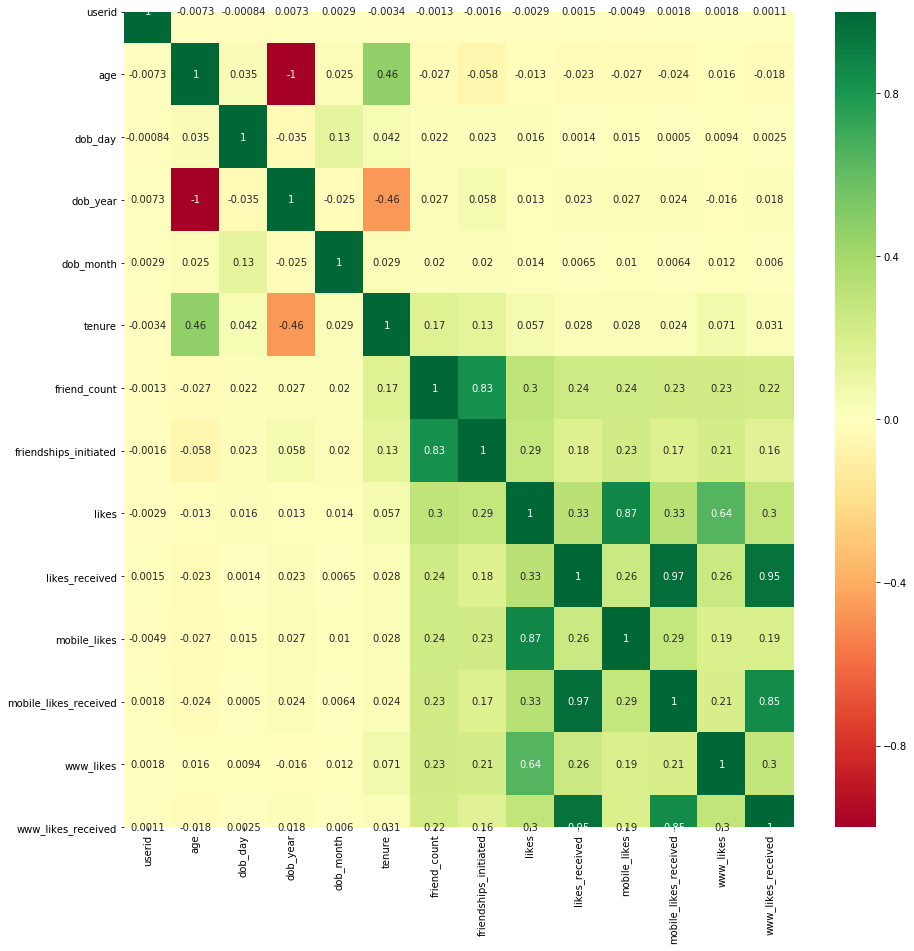 userid 1 -0.0073 -0.00084 0.0073 0.0029 -0.0034 -0.0013 -0.0016 -0.0029 0.0015 -0.0049 0.0018 0.0018 0.0011
age -0.0073 1 0.035 -1 0.025 0.46 -0.027 -0.058 -0.013 -0.023 -0.027 -0.024 0.016 -0.018
0.8
dob_day -0.00084 0.035 1 -0.035 0.13 0.042 0.022 0.023 0.016 0.0014 0.015 0.0005 0.0094 0.0025
dob_year 0.0073 -1 -0.035 1 -0.025 -0.46 0.027 0.058 0.013 0.023 0.027 0.024 -0.016 0.018
dob_month 0.0029 0.025 0.13 -0.025 1 0.029 0.02 0.02 0.014 0.0065 0.01 0.0064 0.012 0.006
0.4
tenure -0.0034 0.46 0.042 -0.46 0.029 1 0.17 0.13 0.057 0.028 0.028 0.024 0.071 0.031
friend_count -0.0013 -0.027 0.022 0.027 0.02 0.17 1 0.83 0.3 0.24 0.24 0.23 0.23 0.22
0.0
friendships_initiated -0.0016 -0.058 0.023 0.058 0.02 0.13 0.83 1 0.29 0.18 0.23 0.17 0.21 0.16
likes -0.0029 -0.013 0.016 0.013 0.014 0.057 0.3 0.29 1 0.33 0.87 0.33 0.64 0.3
likes_received 0.0015 -0.023 0.0014 0.023 0.0065 0.028 0.24 0.18 0.33 1 0.26 0.97 0.26 0.95
-0.4
mobile_likes -0.0049 -0.027 0.015 0.027 0.01 0.028 0.24 0.23 0.87 0.26 1 0.29 0.19 0.19
mobile_likes_received 0.0018 -0.024 0.0005 0.024 0.0064 0.024 0.23 0.17 0.33 0.97 0.29 1 0.21 0.85
-0.8
www_likes 0.0018 0.016 0.0094 -0.016 0.012 0.071 0.23 0.21 0.64 0.26 0.19 0.21 1 0.3
www_likes_received 0.0011 -0.018 0.0025 0.018 0.006 0.031 0.22 0.16 0.3 0.95 0.19 0.85 0.3 1
userid
age
dob_day
dob_year
dob_month
tenure
friend_count
friendships_initiated
likes
likes_received
mobile_likes
mobile_likes_received
www_likes
www_likes_received